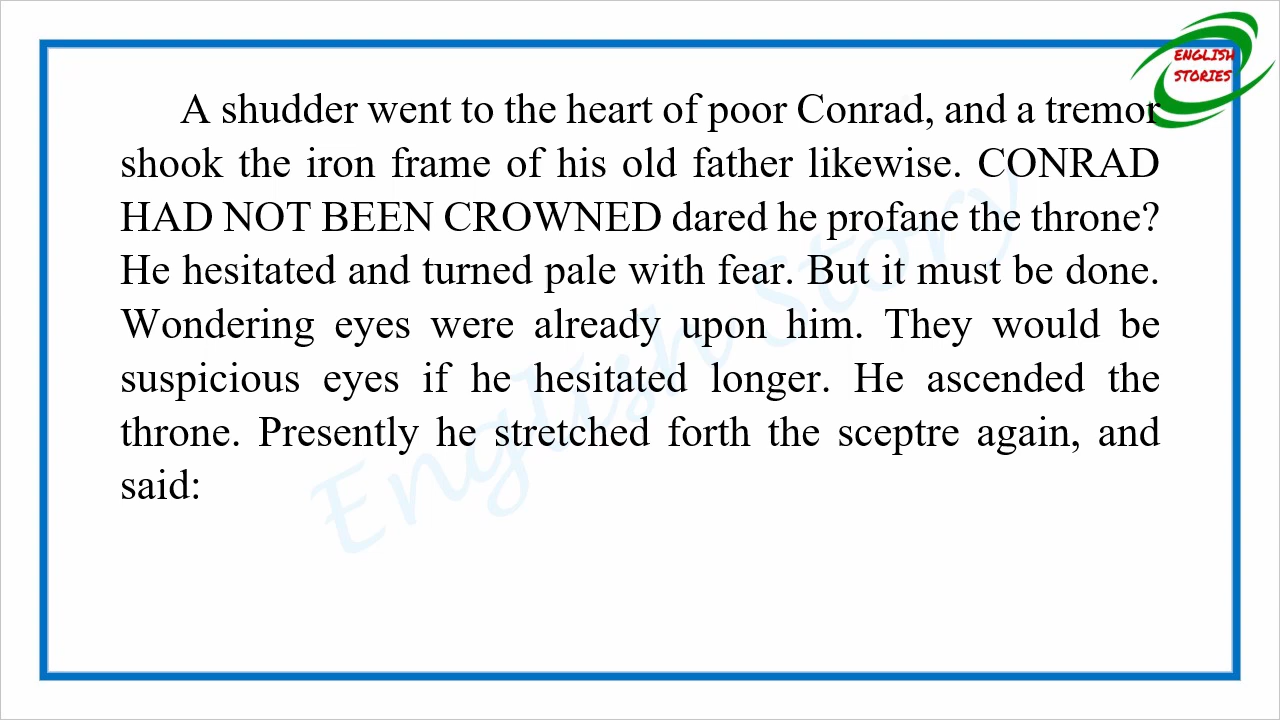 ENGLISH
STORIES
A shudder went to the heart of poor Conrad, and a tremor
shook the iron frame of his old father likewise. CONRAD
HAD NOT BEEN CROWNED dared he profane the throne?
He hesitated and turned pale with fear. But it must be done.
Wondering eyes were already upon him. They would be
suspicious eyes if he hesitated longer. He ascended the
throne. Presently he stretched forth the sceptre again, and
said:
English Story